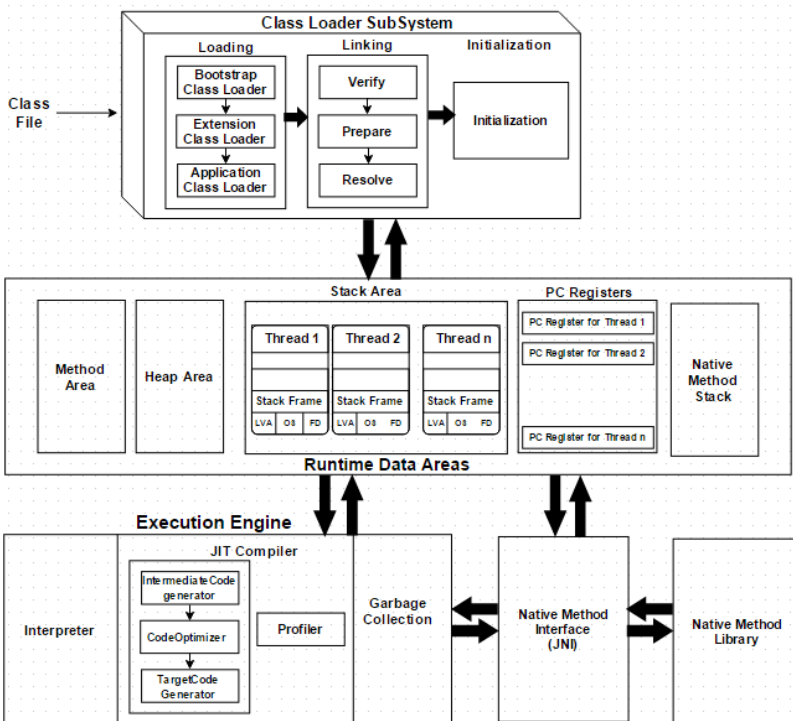 Class Loader SubSystem
Loading
Linking
Initialization
Bootstrap
Class Loader
Extension
Class Loader
Application
Class Loader
Verify
Prepare
Resolve
Initialization
Class
File
Stack Area
PC Registers
Method
Area
Heap Area
Thread 1
Stack Frame
LVA OS FD
Thread 2
Stack Frame
LVA OS FD
Thread n
Stack Frame
LVA OS FD
PC Register for Thread 1
PC Register for Thread 2
PC Register for Thread n
Native
Method
Stack
Runtime Data Areas
Execution Engine
Interpreter
JIT Compiler
IntermediateCode
generator
CodeOptimizer
TargetCode
Generator
Profiler
Garbage
Collection
Native Method
Interface
(JNI)
Native Method
Library